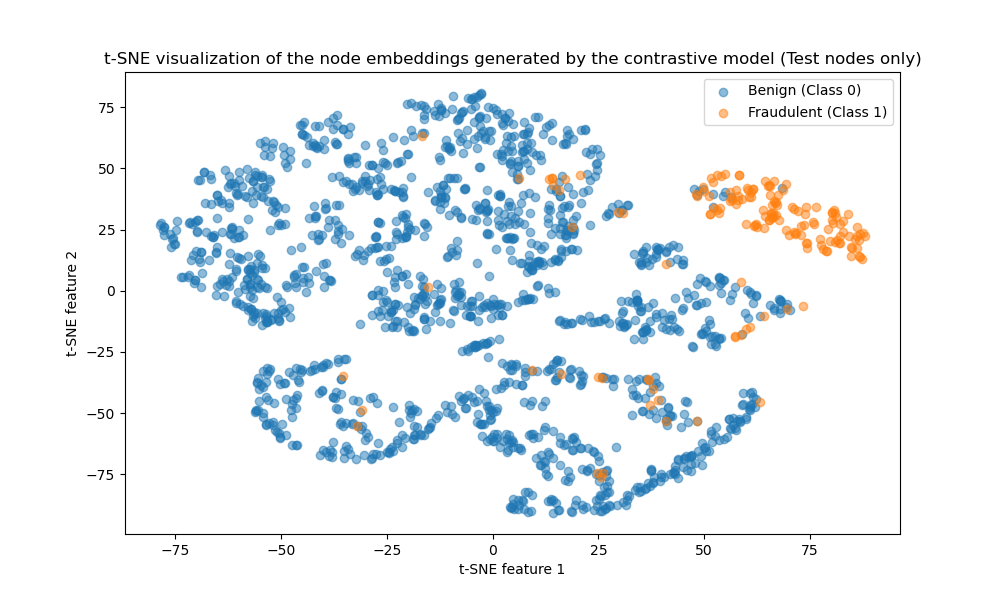 t-SNE visualization of the node embeddings generated by the contrastive model (Test nodes only)
Benign (Class 0)
Fraudulent (Class 1)
75
50
25
0
−25
−50
−75
t-SNE feature 2
−75
−50
−25
0
25
50
75
t-SNE feature 1